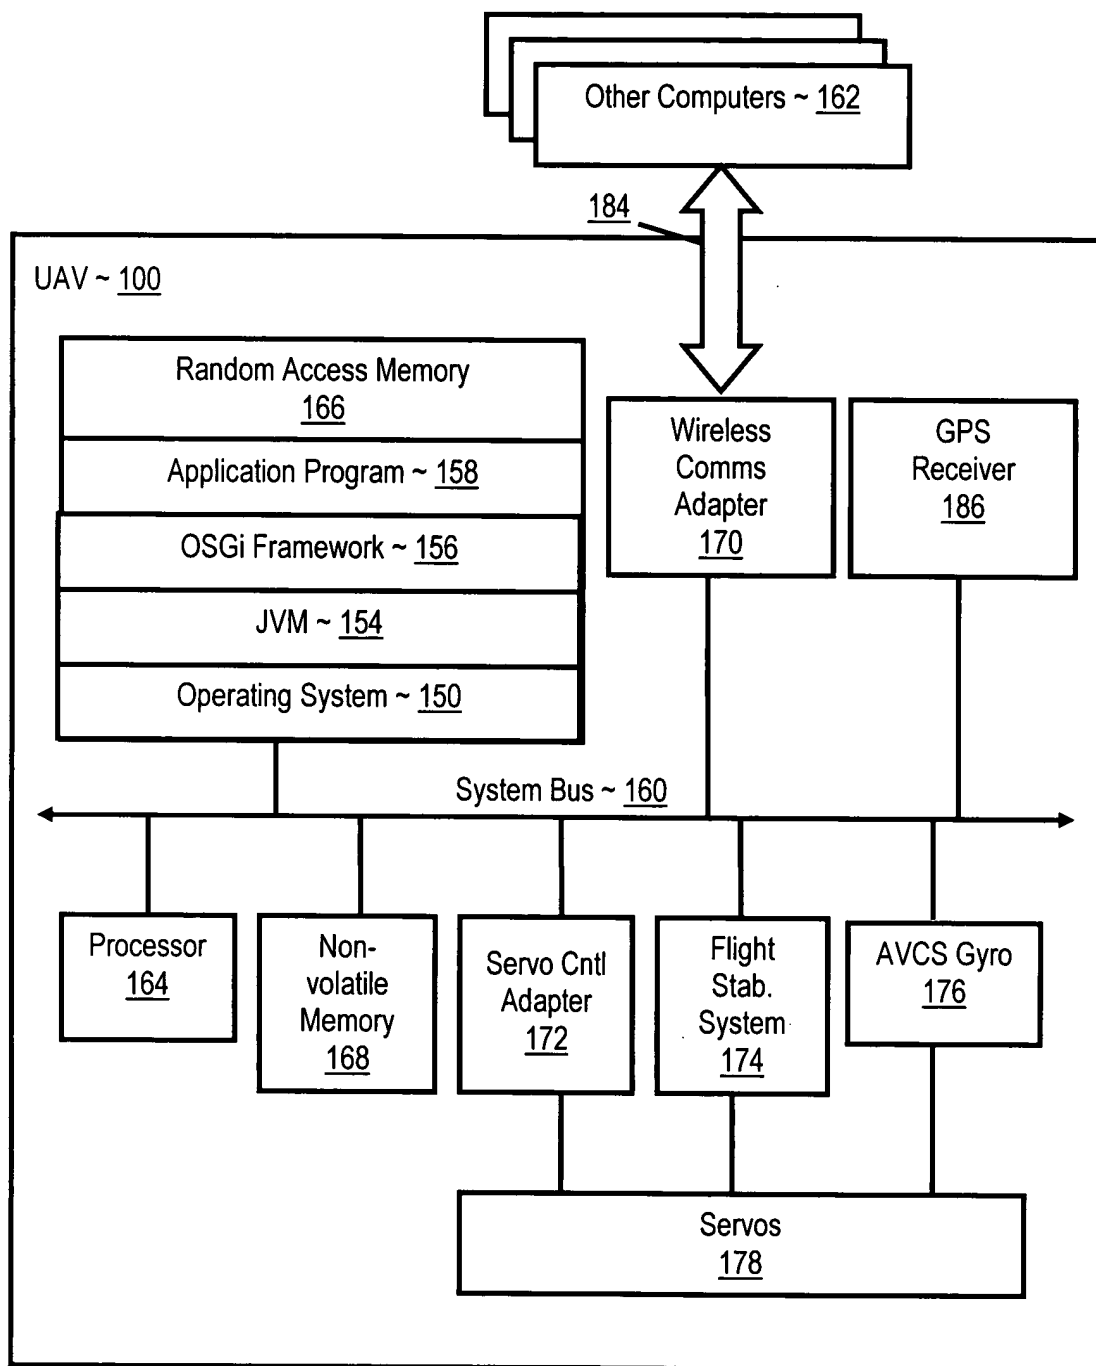 Other Computers ~ 162
184
UAV ~ 100
Random Access Memory
166
Application Program ~ 158
OSGi Framework ~ 156
JVM ~ 154
Operating System ~ 150
Wireless
Comms
Adapter
170
GPS
Receiver
186
System Bus ~ 160
Processor
164
Non-
volatile
Memory
168
Servo Cntl
Adapter
172
Flight
Stab.
System
174
AVCS Gyro
176
Servos
178